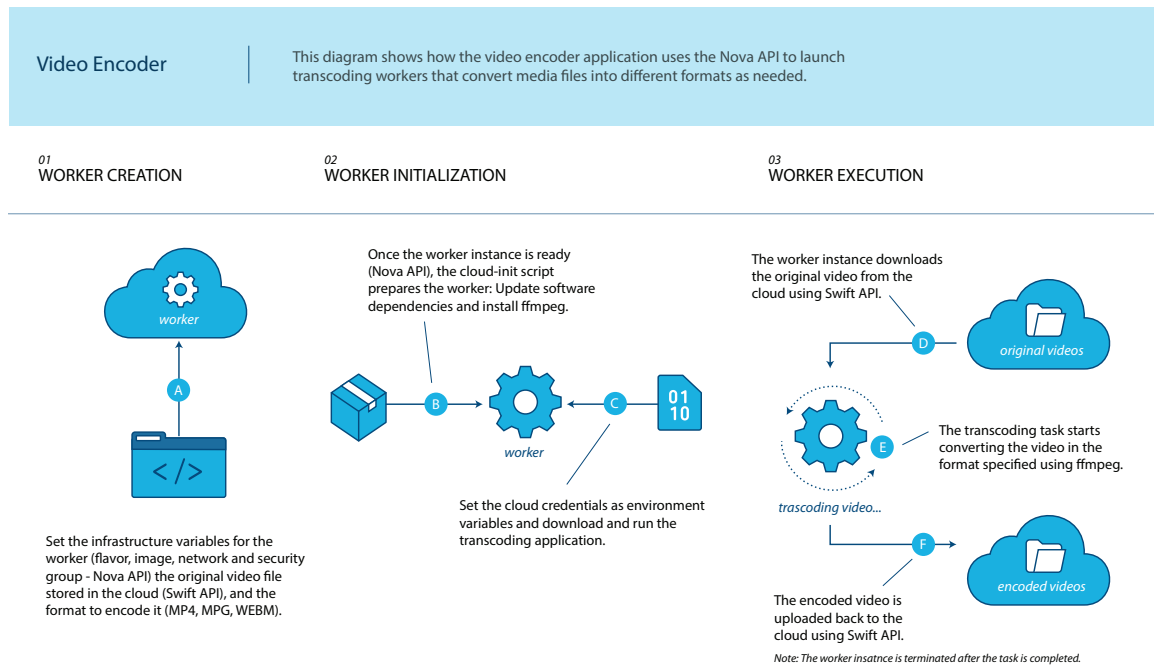 Video Encoder
This diagram shows how the video encoder application uses the Nova API to launch
transcoding workers that convert media files into different formats as needed.
01
WORKER CREATION
02
WORKER INITIALIZATION
03
WORKER EXECUTION
worker
A
</>
Set the infrastructure variables for the
worker (flavor, image, network and security
group - Nova API) the original video file
stored in the cloud (Swift API), and the
format to encode it (MP4, MPG, WEBM).
Once the worker instance is ready
(Nova API), the cloud-init script
prepares the worker: Update software
dependencies and install ffmpeg.
B
worker
C
01
10
Set the cloud credentials as environment
variables and download and run the
transcoding application.
The worker instance downloads
the original video from the
cloud using Swift API.
D
original videos
E
The transcoding task starts
converting the video in the
format specified using ffmpeg.
trascoding video...
F
encoded videos
The encoded video is
uploaded back to the
cloud using Swift API.
Note: The worker insatnce is terminated after the task is completed.